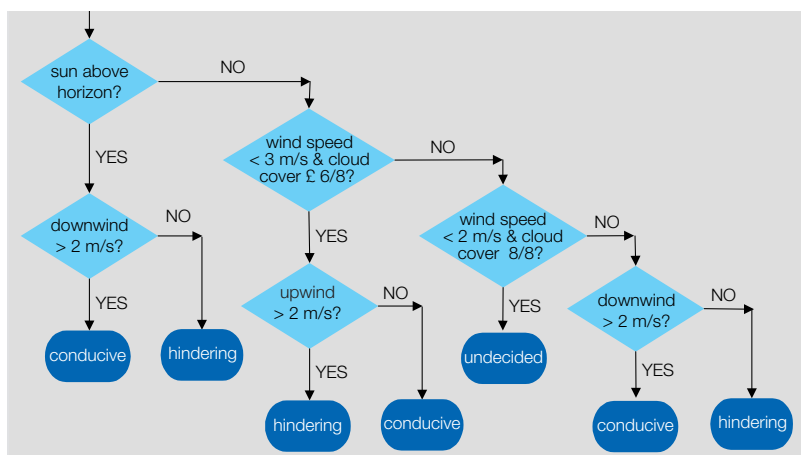 sun above
horizon?
NO
YES
wind speed
< 3 m/s & cloud
cover £ 6/8?
NO
YES
downwind
> 2 m/s?
NO
YES
wind speed
< 2 m/s & cloud
cover 8/8?
NO
YES
upwind
> 2 m/s?
NO
YES
downwind
> 2 m/s?
NO
YES
conducive
hindering
undecided
hindering
conducive
conducive
hindering